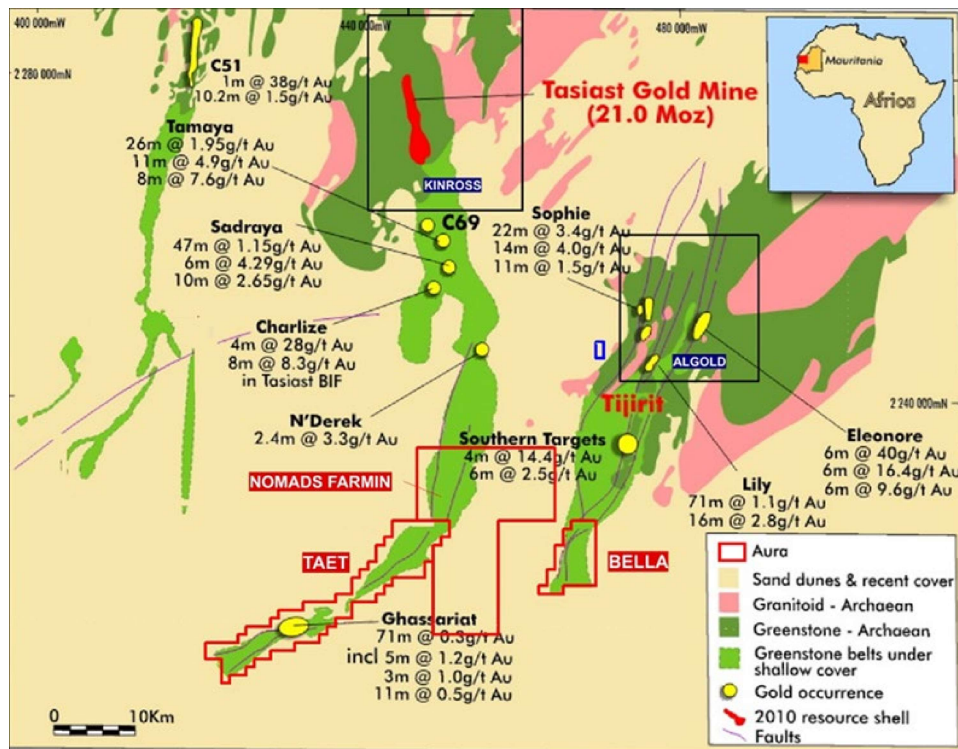 400 000mN
440 000mN
480 000mN
2 280 000mN
C51
1m @ 38g/t Au
10.2m @ 1.5g/t Au
Tamaya
26m @ 1.95g/t Au
11m @ 4.9g/t Au
8m @ 7.6g/t Au
Tasiast Gold Mine
(21.0 Moz)
Mauritania
Africa
KINROSS
C69
Sadraya
47m @ 1.15g/t Au
6m @ 4.29g/t Au
10m @ 2.65g/t Au
Sophie
22m @ 3.4g/t Au
14m @ 4.0g/t Au
11m @ 1.5g/t Au
Charlize
4m @ 28g/t Au
8m @ 8.3g/t Au
in Tasiast BIF
ALGOLD
N'Derek
2.4m @ 3.3g/t Au
Tijirit
2 240 000mN
Southern Targets
4m @ 14.4g/t Au
6m @ 2.5g/t Au
Eleonore
6m @ 40g/t Au
6m @ 16.4g/t Au
6m @ 9.6g/t Au
Lily
71m @ 1.1g/t Au
16m @ 2.8g/t Au
NOMADS FARMIN
TAET
BELLA
Ghassariat
71m @ 0.3g/t Au
incl 5m @ 1.2g/t Au
3m @ 1.0g/t Au
11m @ 0.5g/t Au
Aura
Sand dunes & recent cover
Granitoid - Archaean
Greenstone - Archaean
Greenstone belts under
shallow cover
Gold occurrence
2010 resource shell
Faults
0 10Km